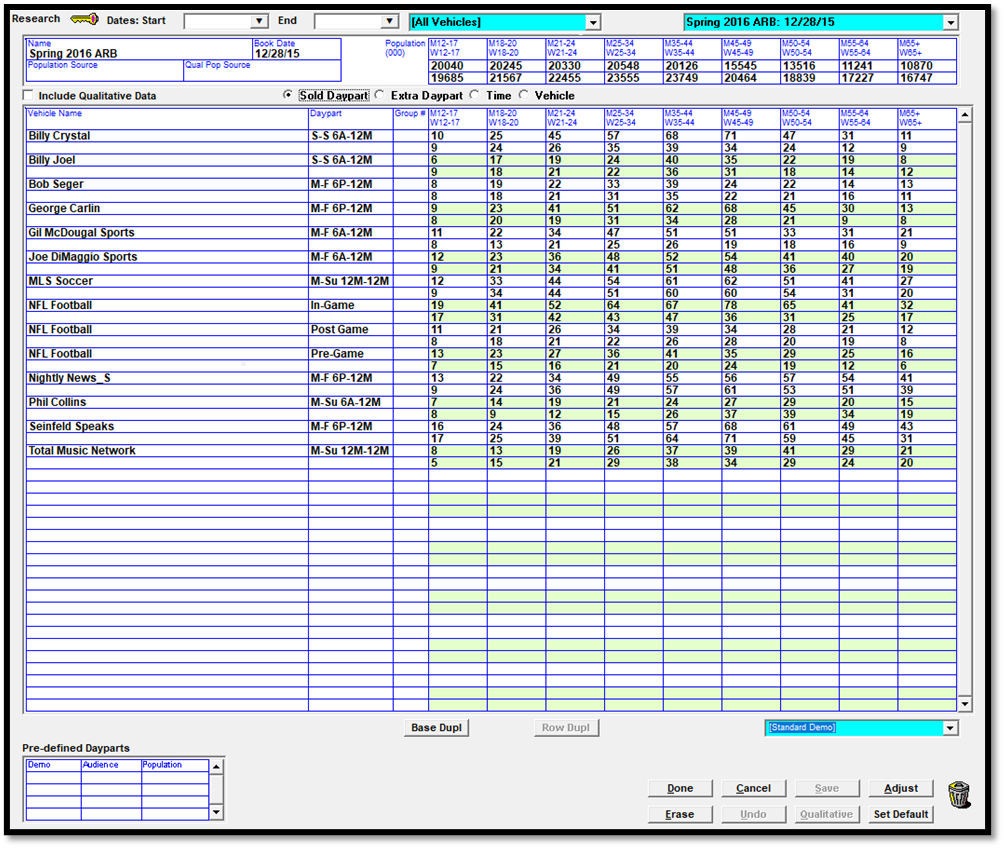 Research Dates: Start End [All Vehicles] Spring 2016 ARB: 12/28/15
Name Book Date Population M12-17 M18-20 M21-24 M25-34 M35-44 M45-49 M50-54 M55-64 M65+
Spring 2016 ARB 12/28/15 (000) W12-17 W18-20 W21-24 W25-34 W35-44 W45-49 W50-54 W55-64 W65+
Population Source Qual Pop Source 20040 20245 20330 20548 20126 15545 13516 11241 10870
19685 21567 22455 23555 23749 20464 18839 17227 16747
Include Qualitative Data Sold Daypart Extra Daypart Time Vehicle
Vehicle Name Daypart Group # M12-17 M18-20 M21-24 M25-34 M35-44 M45-49 M50-54 M55-64 M65+
W12-17 W18-20 W21-24 W25-34 W35-44 W45-49 W50-54 W55-64 W65+
Billy Crystal S-S 6A-12M 10 25 45 57 68 71 47 31 11
9 24 26 35 39 34 24 12 9
Billy Joel S-S 6A-12M 6 17 19 24 40 35 22 19 8
9 18 21 22 36 31 18 14 12
Bob Seger M-F 6P-12M 8 19 22 33 39 24 22 14 13
8 18 21 31 35 22 21 16 11
George Carlin M-F 6P-12M 9 23 41 51 62 68 45 30 13
8 20 19 31 34 28 21 9 8
Gil McDougal Sports M-F 6A-12M 11 22 34 47 51 51 33 31 21
8 13 21 25 26 19 18 16 9
Joe DiMaggio Sports M-F 6A-12M 12 23 36 48 52 54 41 40 20
9 21 34 41 51 48 36 27 19
MLS Soccer M-Su 12M-12M 12 33 44 54 61 62 51 41 27
9 34 44 51 60 60 54 31 20
NFL Football In-Game 19 41 52 64 67 78 65 41 32
17 31 42 43 47 36 31 25 17
NFL Football Post Game 11 21 26 34 39 34 28 21 12
8 18 21 22 26 28 20 19 8
NFL Football Pre-Game 13 23 27 36 41 35 29 25 16
7 15 16 21 20 24 19 12 6
Nightly News_S M-F 6P-12M 13 22 34 49 55 56 57 54 41
9 24 36 49 57 61 53 51 39
Phil Collins M-Su 6A-12M 7 14 19 21 24 27 29 20 15
8 9 12 15 26 37 39 34 19
Seinfeld Speaks M-F 6P-12M 16 24 36 48 57 68 61 49 43
17 25 39 51 64 71 59 45 31
Total Music Network M-Su 12M-12M 8 13 19 26 37 39 41 29 21
5 15 21 29 38 34 29 24 20
Base Dupl Row Dupl [Standard Demo]
Pre-defined Dayparts
Demo Audience Population
Done Cancel Save Adjust
Erase Undo Qualitative Set Default